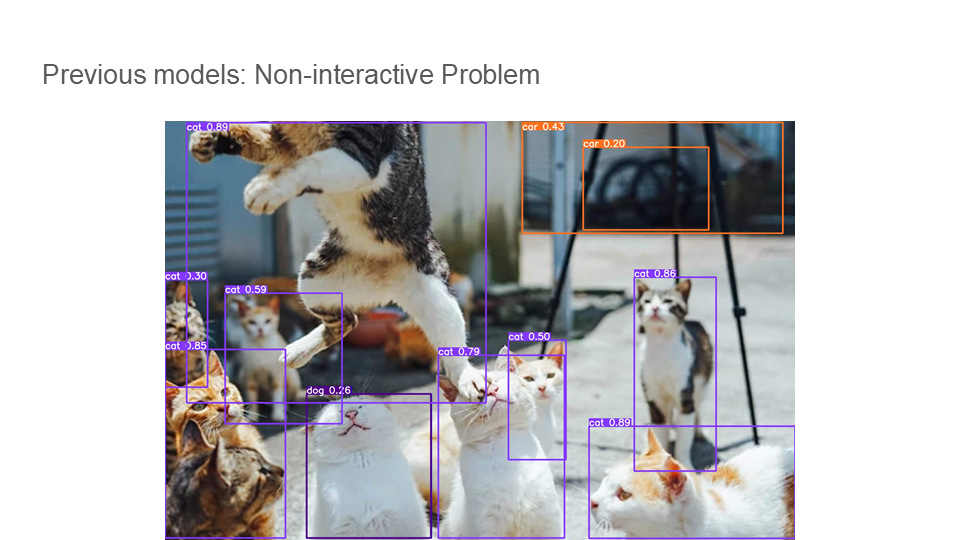 Previous models: Non-interactive Problem
cat 0.89
car 0.43
car 0.20
cat 0.30
cat 0.59
cat 0.86
cat 0.85
cat 0.79
cat 0.50
dog 0.26
cat 0.89